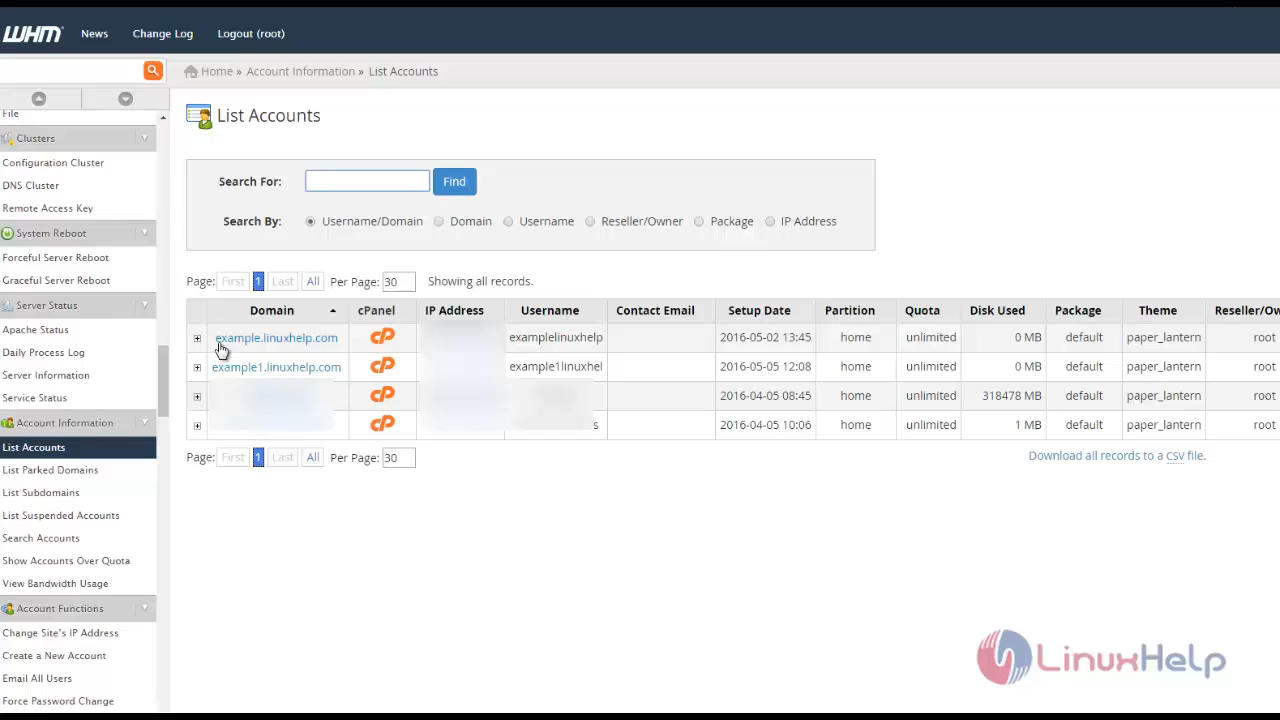 WHM News Change Log Logout (root)
Home » Account Information » List Accounts
File
Clusters
Configuration Cluster
DNS Cluster
Remote Access Key
System Reboot
Forceful Server Reboot
Graceful Server Reboot
Server Status
Apache Status
Daily Process Log
Server Information
Service Status
Account Information
List Accounts
List Parked Domains
List Subdomains
List Suspended Accounts
Search Accounts
Show Accounts Over Quota
View Bandwidth Usage
Account Functions
Change Site's IP Address
Create a New Account
Email All Users
Force Password Change
List Accounts
Search For: Find
Search By: Username/Domain Domain Username Reseller/Owner Package IP Address
Page: First 1 Last All Per Page: 30 Showing all records.
Domain cPanel IP Address Username Contact Email Setup Date Partition Quota Disk Used Package Theme Reseller/Ow
example.linuxhelp.com cP examplelinuxhelp 2016-05-02 13:45 home unlimited 0 MB default paper_lantern root
example1.linuxhelp.com cP example1linuxhel 2016-05-05 12:08 home unlimited 0 MB default paper_lantern root
cP 2016-04-05 08:45 home unlimited 318478 MB default paper_lantern root
cP s 2016-04-05 10:06 home unlimited 1 MB default paper_lantern root
Page: First 1 Last All Per Page: 30
Download all records to a CSV file.
LinuxHelp